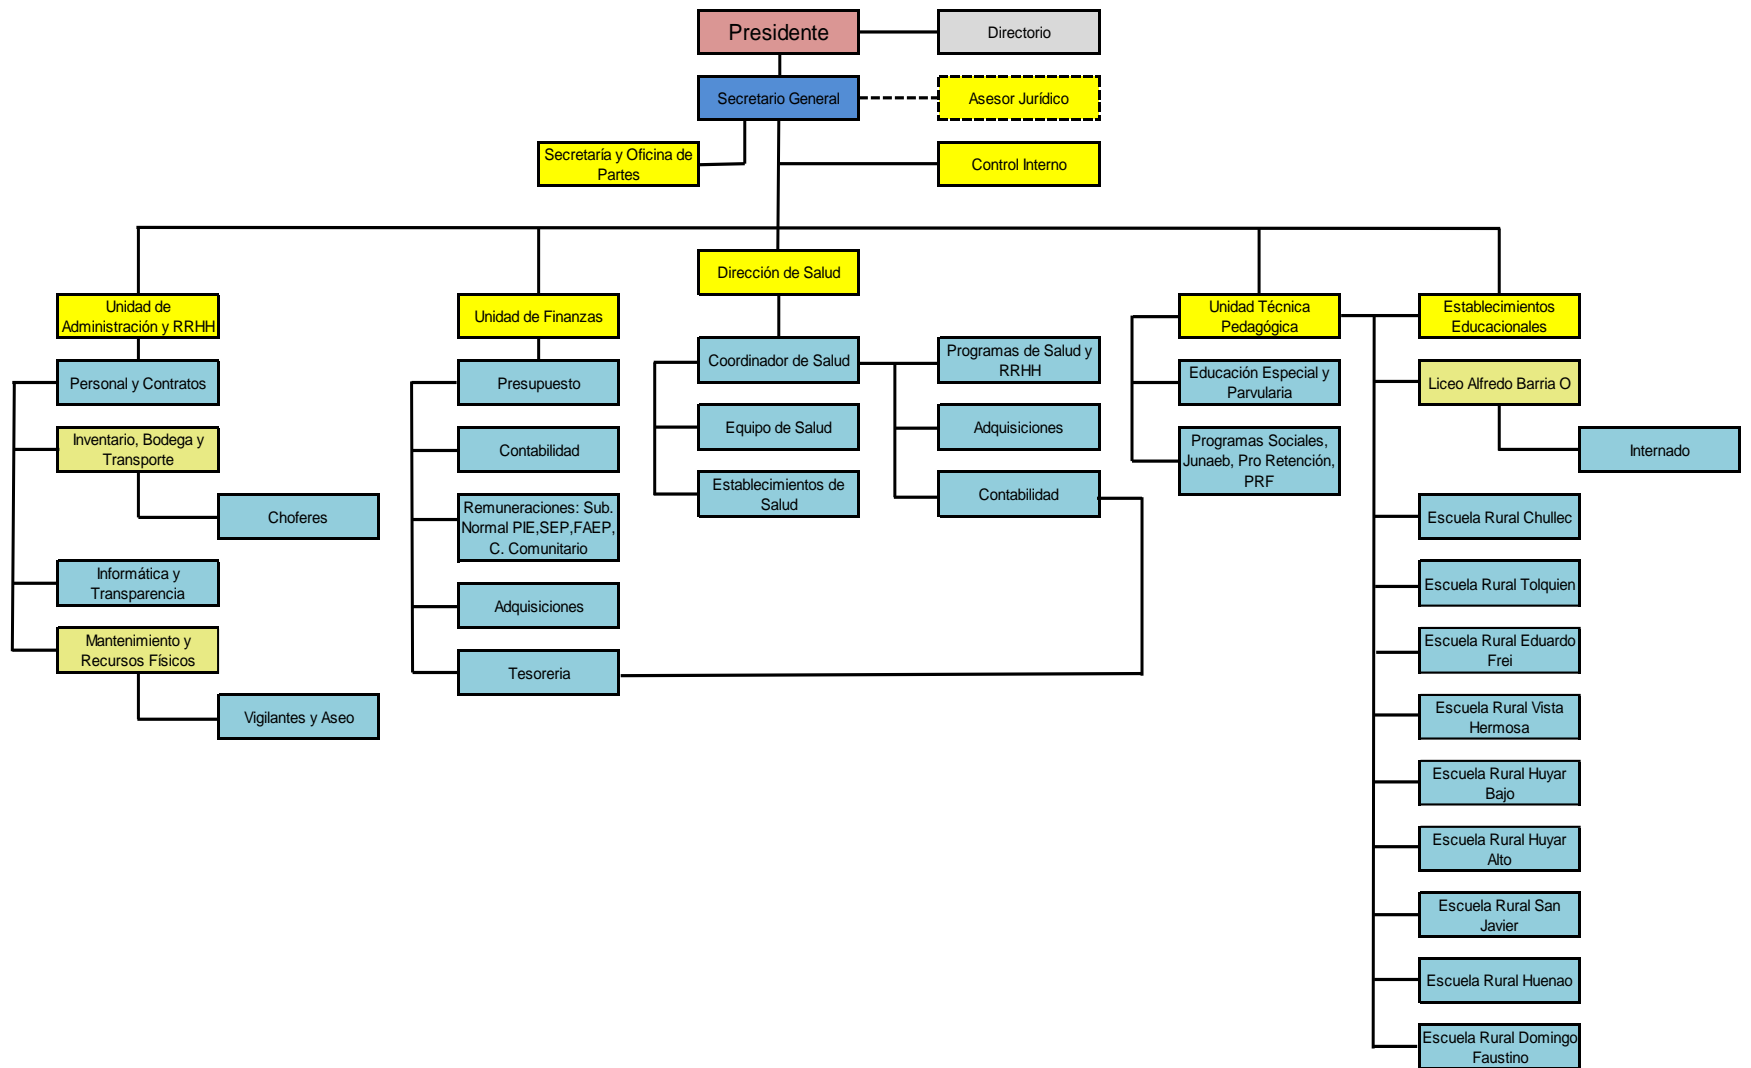 Presidente
Directorio
Secretario General
Asesor Jurídico
Secretaría y Oficina de
Partes
Control Interno
Dirección de Salud
Unidad de
Administración y RRHH
Unidad de Finanzas
Unidad Técnica
Pedagógica
Establecimientos
Educacionales
Personal y Contratos
Inventario, Bodega y
Transporte
Choferes
Informática y
Transparencia
Mantenimiento y
Recursos Físicos
Vigilantes y Aseo
Presupuesto
Contabilidad
Remuneraciones: Sub.
Normal PIE,SEP,FAEP,
C. Comunitario
Adquisiciones
Tesoreria
Coordinador de Salud
Equipo de Salud
Establecimientos de
Salud
Programas de Salud y
RRHH
Adquisiciones
Contabilidad
Educación Especial y
Parvularia
Programas Sociales,
Junaeb, Pro Retención,
PRF
Liceo Alfredo Barria O
Internado
Escuela Rural Chullec
Escuela Rural Tolquien
Escuela Rural Eduardo
Frei
Escuela Rural Vista
Hermosa
Escuela Rural Huyar
Bajo
Escuela Rural Huyar
Alto
Escuela Rural San
Javier
Escuela Rural Huenao
Escuela Rural Domingo
Faustino